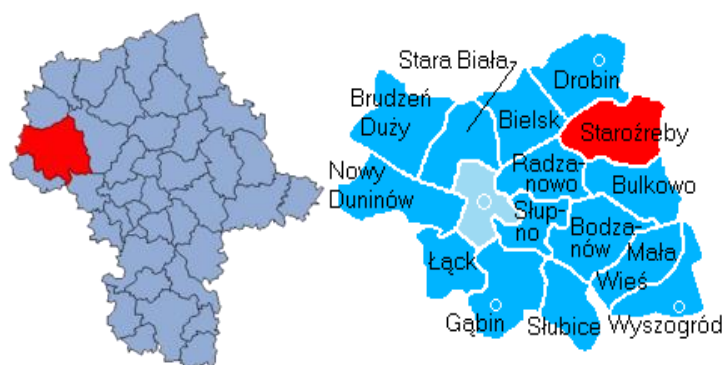 Stara Biała
Drobin
Brudzeń
Duży
Bielsk
Staroźreby
Nowy
Duninów
Radza-
nowo
Bulkowo
Słup-
no
Bodza-
nów
Mała
Wieś
Łąck
Gąbin
Słubice
Wyszogród